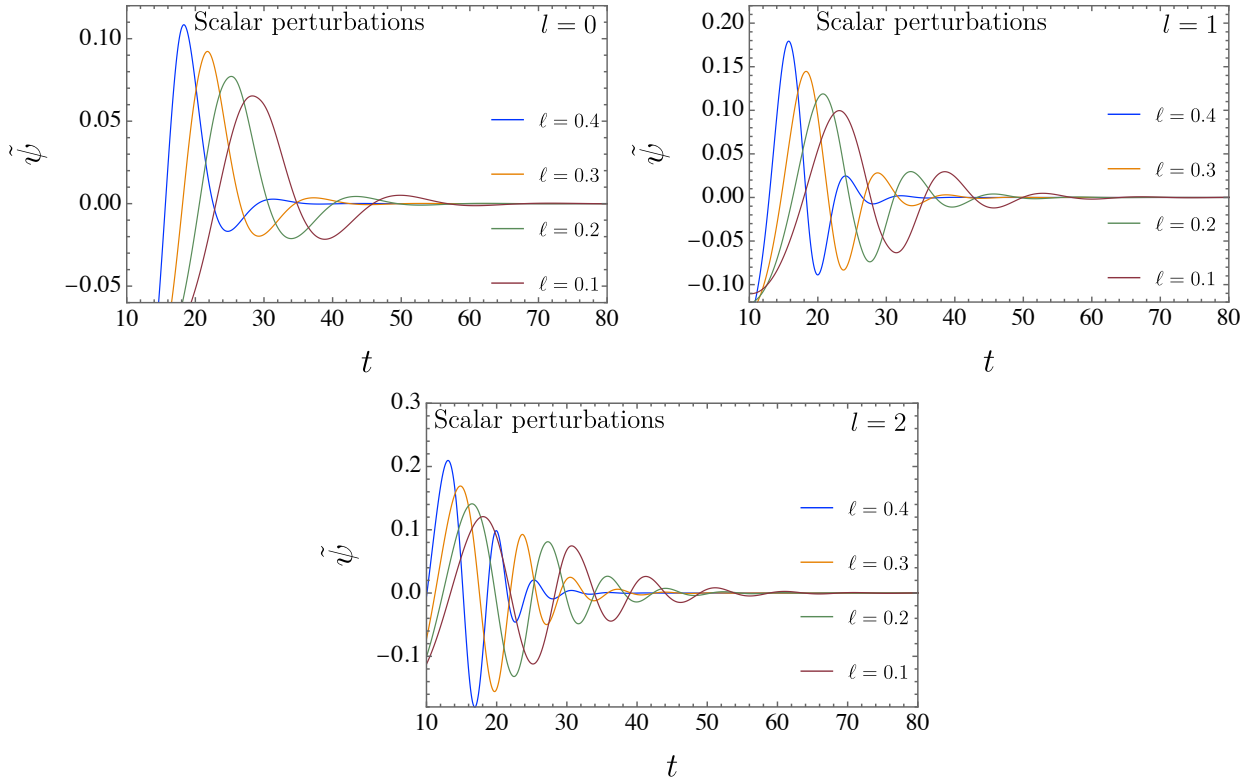 Scalar perturbations
l = 0
0.10
0.05
0.00
−0.05
ψ̃
ℓ = 0.4
ℓ = 0.3
ℓ = 0.2
ℓ = 0.1
10 20 30 40 50 60 70 80
t
Scalar perturbations
l = 1
0.20
0.15
0.10
0.05
0.00
−0.05
−0.10
ψ̃
ℓ = 0.4
ℓ = 0.3
ℓ = 0.2
ℓ = 0.1
10 20 30 40 50 60 70 80
t
Scalar perturbations
l = 2
0.3
0.2
0.1
0.0
−0.1
ψ̃
ℓ = 0.4
ℓ = 0.3
ℓ = 0.2
ℓ = 0.1
10 20 30 40 50 60 70 80
t